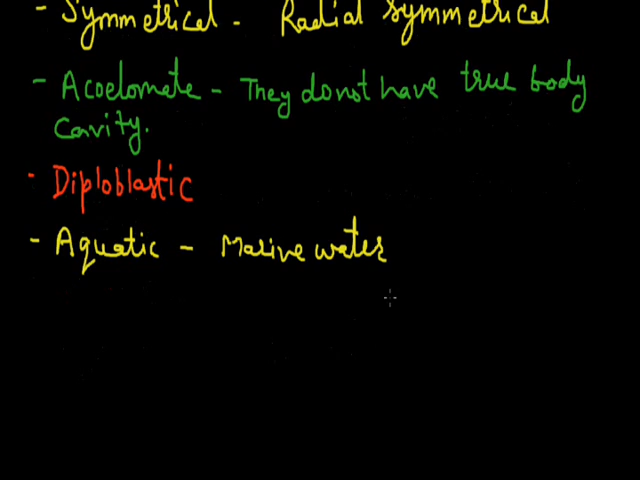 - Symmetrical - Radial symmetrical
- Acoelomate - They do not have true body
cavity.
- Diploblastic
- Aquatic - Marine water